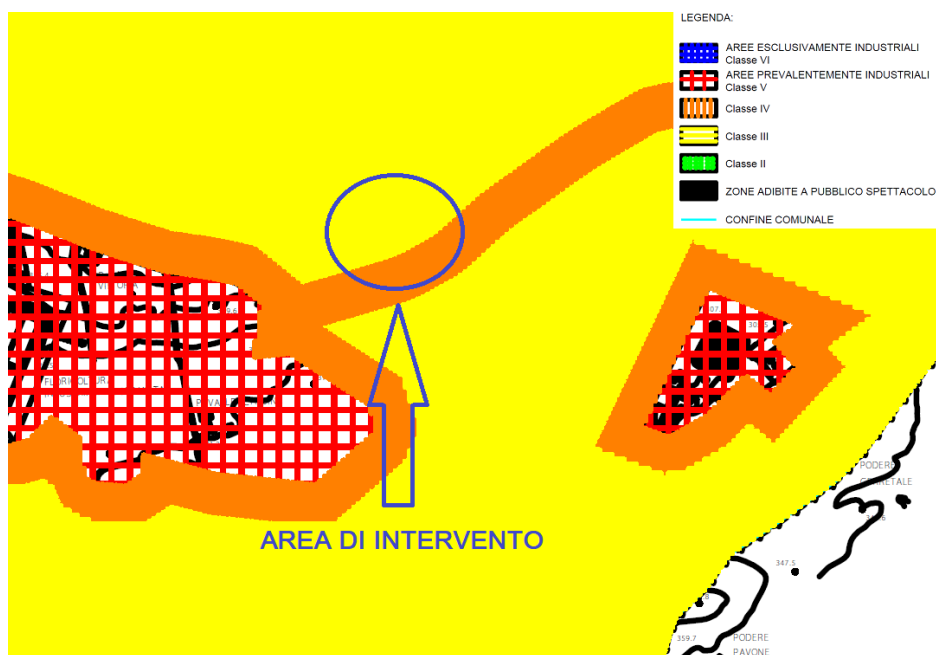 LEGENDA:
AREE ESCLUSIVAMENTE INDUSTRIALI
Classe VI
AREE PREVALENTEMENTE INDUSTRIALI
Classe V
Classe IV
Classe III
Classe II
ZONE ADIBITE A PUBBLICO SPETTACOLO
CONFINE COMUNALE
AREA DI INTERVENTO
PODERE
347.5
359.7
PODERE
PAVONE